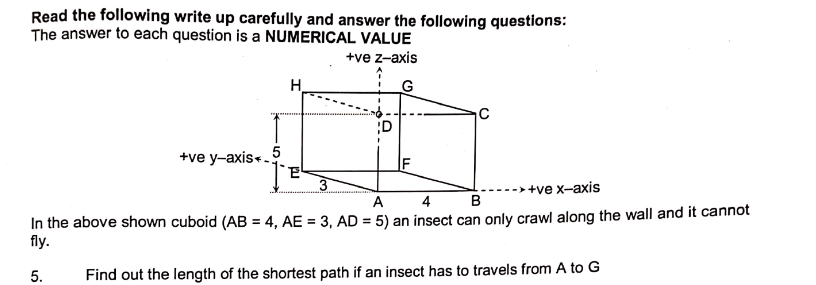 Read the following write up carefully and answer the following questions:
The answer to each question is a NUMERICAL VALUE
+ve z–axis
H
G
C
D
+ve y–axis
5
E
F
3
A
4
B
+ve x–axis
In the above shown cuboid (AB = 4, AE = 3, AD = 5) an insect can only crawl along the wall and it cannot
fly.
5. Find out the length of the shortest path if an insect has to travels from A to G